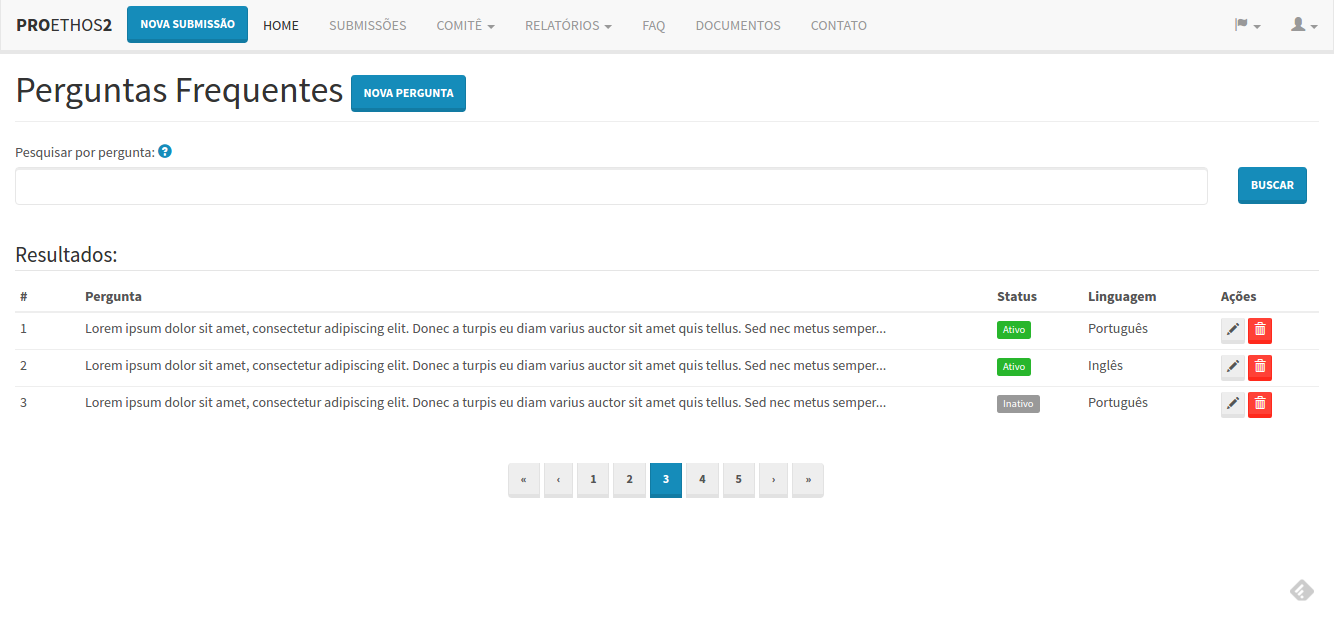 PROETHOS2 NOVA SUBMISSÃO HOME SUBMISSÕES COMITÊ RELATÓRIOS FAQ DOCUMENTOS CONTATO
Perguntas Frequentes NOVA PERGUNTA
Pesquisar por pergunta: ?
BUSCAR
Resultados:
# Pergunta Status Linguagem Ações
1 Lorem ipsum dolor sit amet, consectetur adipiscing elit. Donec a turpis eu diam varius auctor sit amet quis tellus. Sed nec metus semper... Ativo Português
2 Lorem ipsum dolor sit amet, consectetur adipiscing elit. Donec a turpis eu diam varius auctor sit amet quis tellus. Sed nec metus semper... Ativo Inglês
3 Lorem ipsum dolor sit amet, consectetur adipiscing elit. Donec a turpis eu diam varius auctor sit amet quis tellus. Sed nec metus semper... Inativo Português
« ‹ 1 2 3 4 5 › »